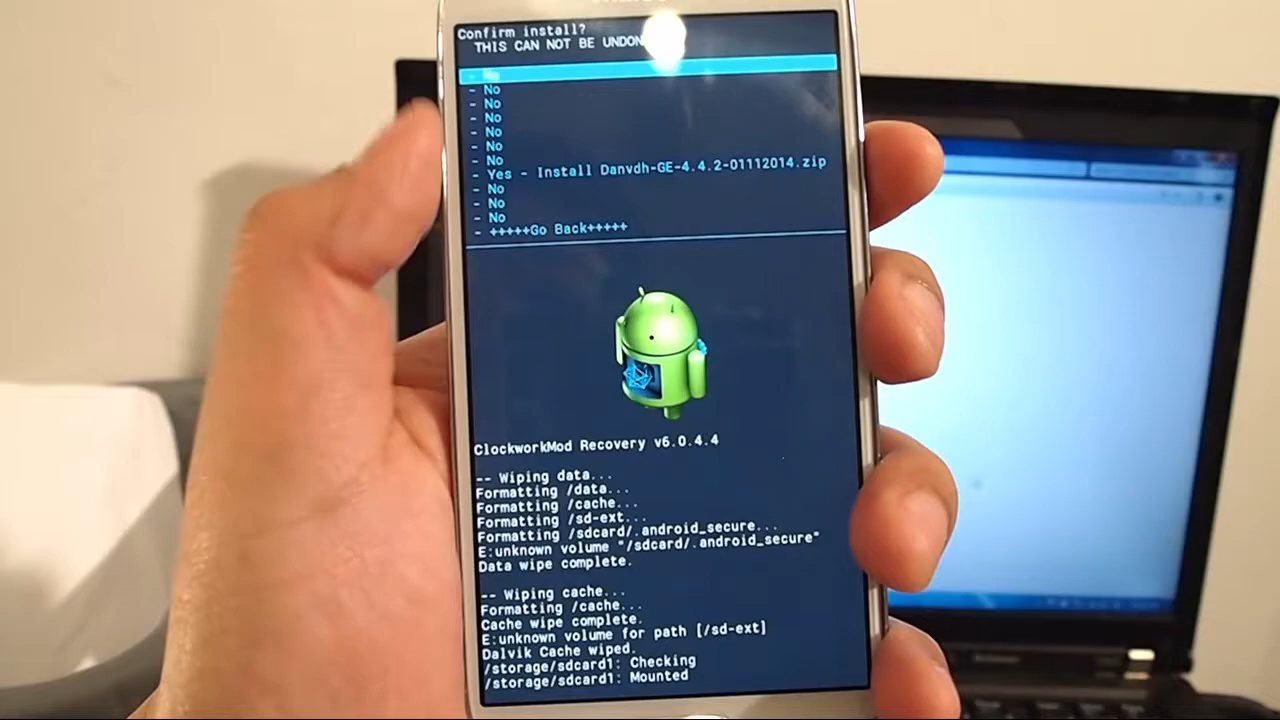 Confirm install?
THIS CAN NOT BE UNDON
- No
- No
- No
- No
- No
- No
- No
- Yes - Install Danvdh-GE-4.4.2-01112014.zip
- No
- No
- No
- +++++Go Back+++++
ClockworkMod Recovery v6.0.4.4
-- Wiping data...
Formatting /data...
Formatting /cache...
Formatting /sd-ext...
Formatting /sdcard/.android_secure...
E:unknown volume "/sdcard/.android_secure"
Data wipe complete.
-- Wiping cache...
Formatting /cache...
Cache wipe complete.
E:unknown volume for path [/sd-ext]
Dalvik Cache wiped.
/storage/sdcard1: Checking
/storage/sdcard1: Mounted